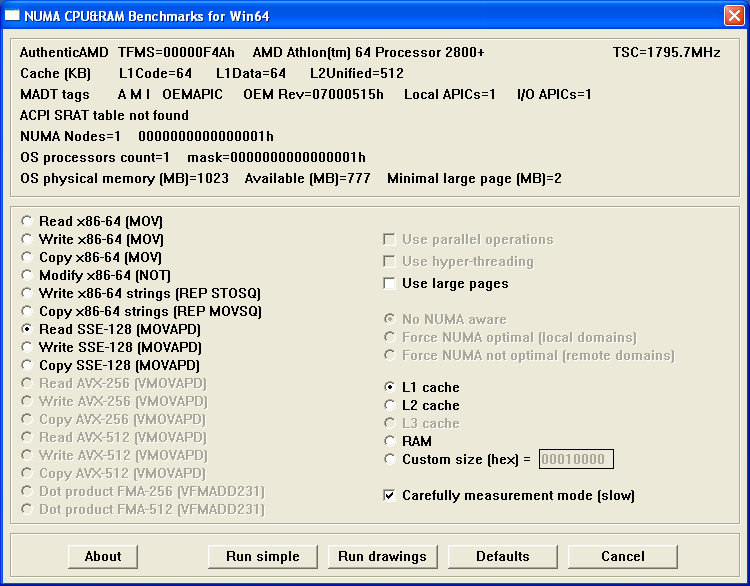 NUMA CPU&RAM Benchmarks for Win64
AuthenticAMD TFMS=00000F4Ah AMD Athlon(tm) 64 Processor 2800+ TSC=1795.7MHz
Cache (KB) L1Code=64 L1Data=64 L2Unified=512
MADT tags A M I OEMAPIC OEM Rev=07000515h Local APICs=1 I/O APICs=1
ACPI SRAT table not found
NUMA Nodes=1 0000000000000001h
OS processors count=1 mask=0000000000000001h
OS physical memory (MB)=1023 Available (MB)=777 Minimal large page (MB)=2
Read x86-64 (MOV)
Write x86-64 (MOV)
Copy x86-64 (MOV)
Modify x86-64 (NOT)
Write x86-64 strings (REP STOSQ)
Copy x86-64 strings (REP MOVSQ)
Read SSE-128 (MOVAPD)
Write SSE-128 (MOVAPD)
Copy SSE-128 (MOVAPD)
Read AVX-256 (VMOVAPD)
Write AVX-256 (VMOVAPD)
Copy AVX-256 (VMOVAPD)
Read AVX-512 (VMOVAPD)
Write AVX-512 (VMOVAPD)
Copy AVX-512 (VMOVAPD)
Dot product FMA-256 (VFMADD231)
Dot product FMA-512 (VFMADD231)
Use parallel operations
Use hyper-threading
Use large pages
No NUMA aware
Force NUMA optimal (local domains)
Force NUMA not optimal (remote domains)
L1 cache
L2 cache
L3 cache
RAM
Custom size (hex) = 00010000
Carefully measurement mode (slow)
About Run simple Run drawings Defaults Cancel